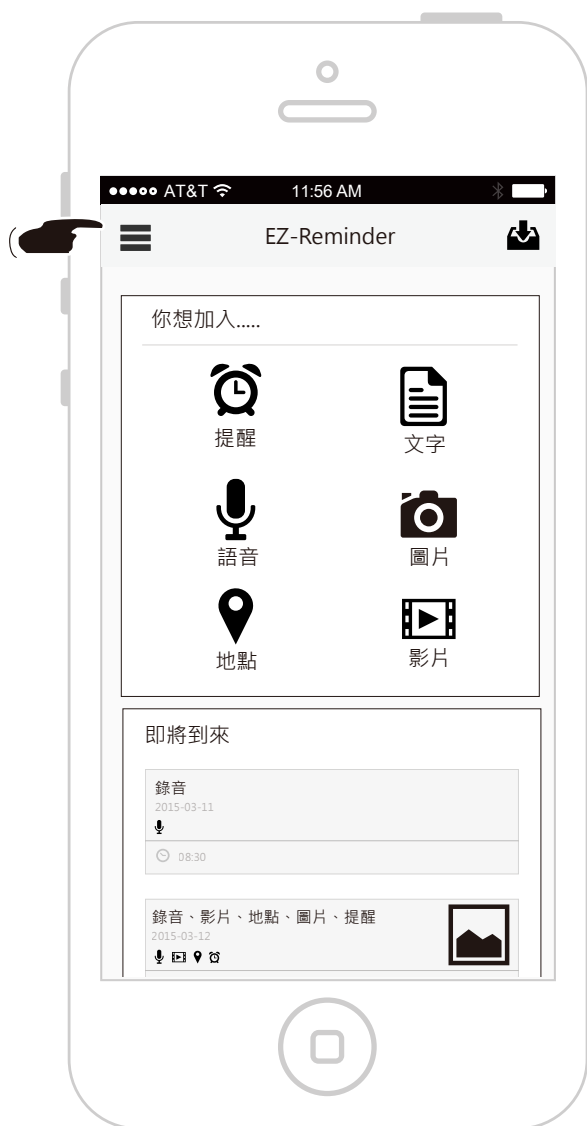 AT&T 11:56 AM
EZ-Reminder
你想加入.....
提醒 文字
語音 圖片
地點 影片
即將到來
錄音
2015-03-11
08:30
錄音、影片、地點、圖片、提醒
2015-03-12